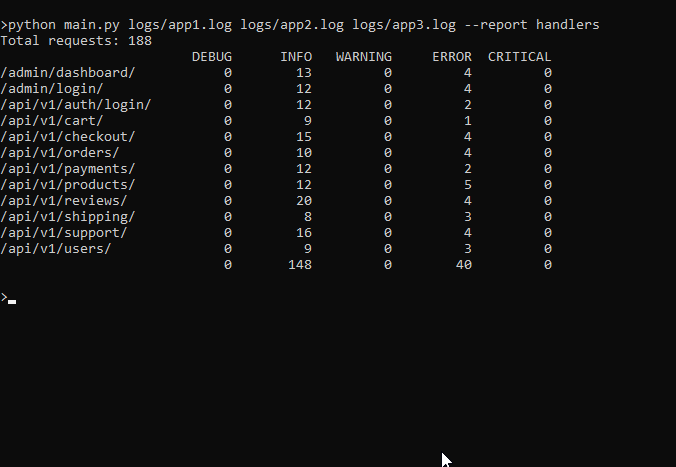 >python main.py logs/app1.log logs/app2.log logs/app3.log --report handlers
Total requests: 188
                        DEBUG      INFO   WARNING     ERROR  CRITICAL
/admin/dashboard/           0        13         0         4         0
/admin/login/               0        12         0         4         0
/api/v1/auth/login/         0        12         0         2         0
/api/v1/cart/               0         9         0         1         0
/api/v1/checkout/           0        15         0         4         0
/api/v1/orders/             0        10         0         4         0
/api/v1/payments/           0        12         0         2         0
/api/v1/products/           0        12         0         5         0
/api/v1/reviews/            0        20         0         4         0
/api/v1/shipping/           0         8         0         3         0
/api/v1/support/            0        16         0         4         0
/api/v1/users/              0         9         0         3         0
                            0       148         0        40         0
>